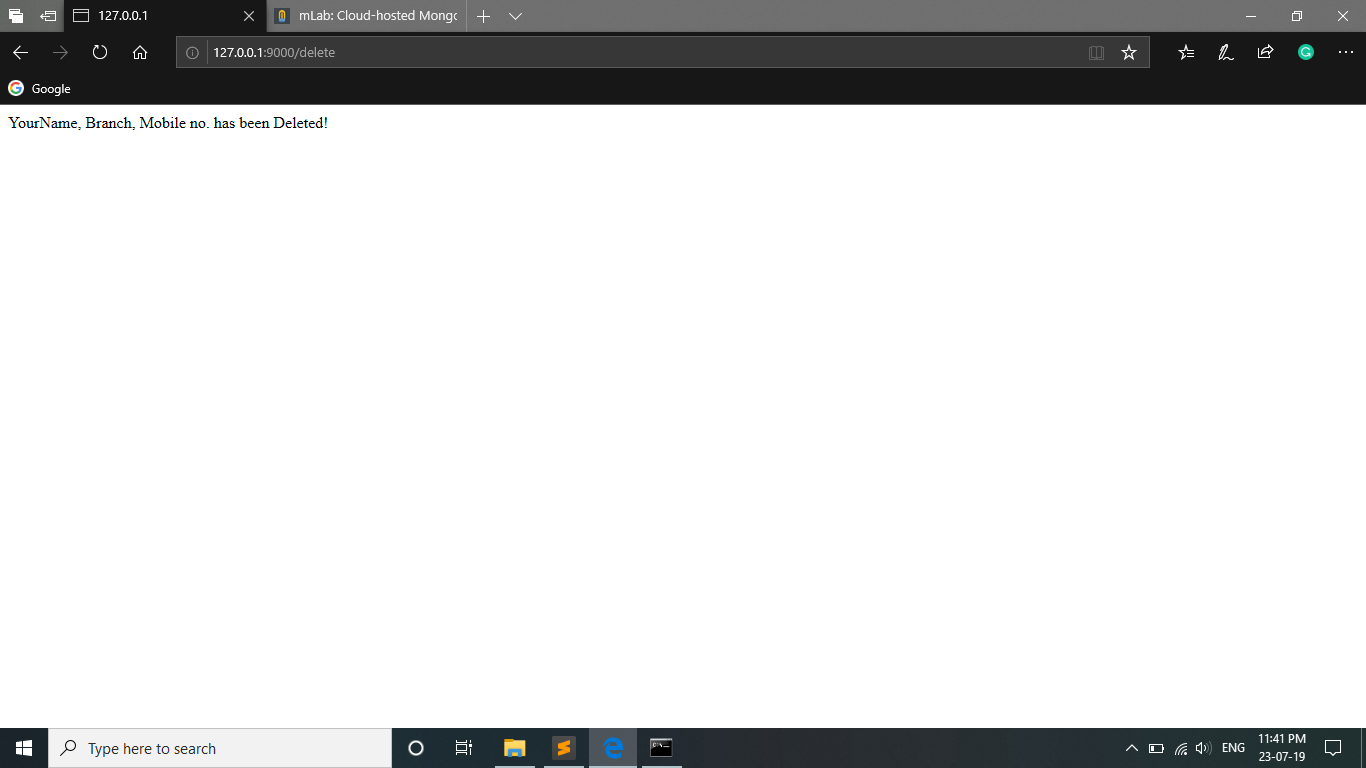 127.0.0.1
mLab: Cloud-hosted Mong
127.0.0.1:9000/delete
Google
YourName, Branch, Mobile no. has been Deleted!
Type here to search
ENG
11:41 PM
23-07-19